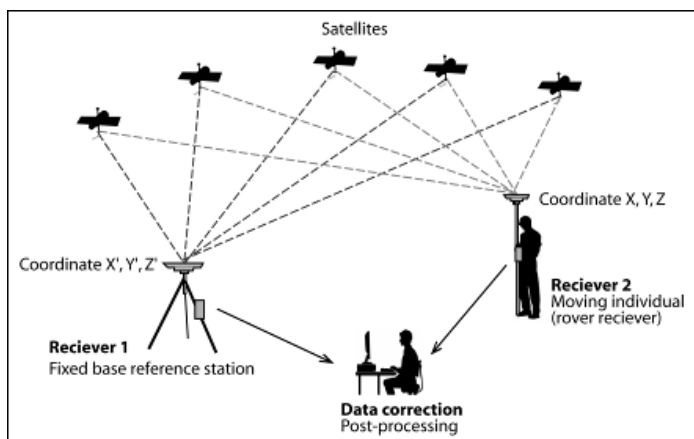 Satellites
Coordinate X, Y, Z
Coordinate X', Y', Z'
Reciever 1
Fixed base reference station
Reciever 2
Moving individual
(rover reciever)
Data correction
Post-processing